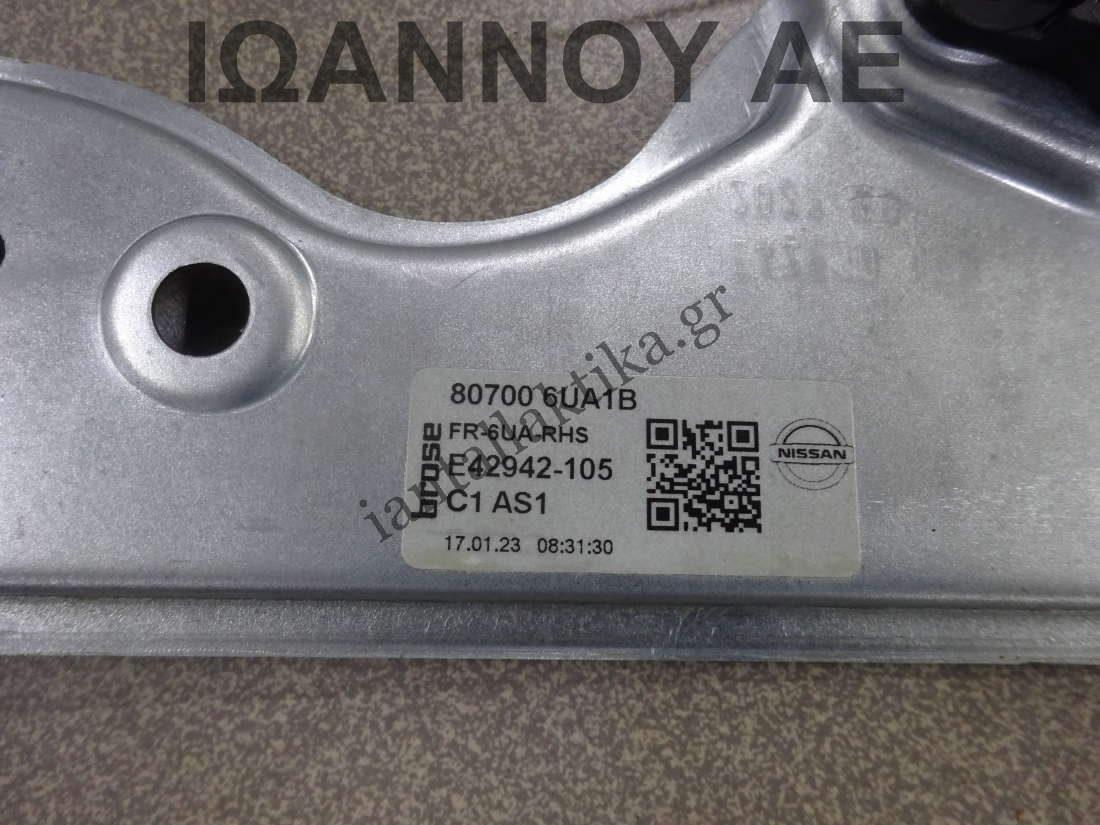 ΙΩΑΝΝΟΥ ΑΕ
80700 6UA1B
FR-6UA-RHS
brose
E42942-105
C1 AS1
17.01.23 08:31:30
NISSAN
iantallaktika.gr